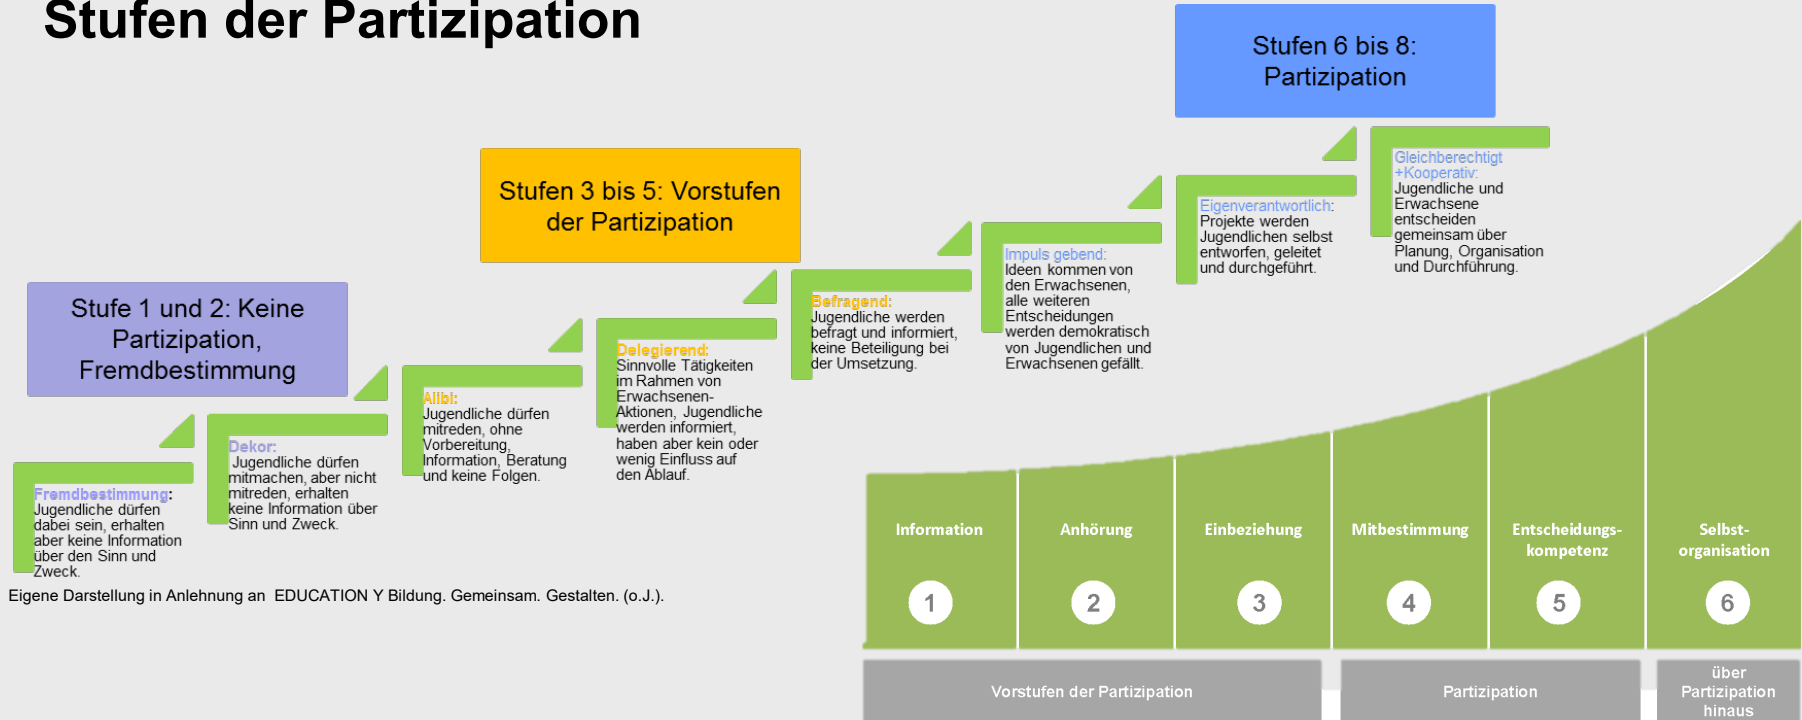 Stufen der Partizipation
Stufen 6 bis 8:
Partizipation
Stufen 3 bis 5: Vorstufen
der Partizipation
Stufe 1 und 2: Keine
Partizipation,
Fremdbestimmung
Fremdbestimmung:
Jugendliche dürfen
dabei sein, erhalten
aber keine Information
über den Sinn und
Zweck.
Dekor:
Jugendliche dürfen
mitmachen, aber nicht
mitreden, erhalten
keine Information über
Sinn und Zweck.
Alibi:
Jugendliche dürfen
mitreden, ohne
Vorbereitung,
Information, Beratung
und keine Folgen.
Delegierend:
Sinnvolle Tätigkeiten
im Rahmen von
Erwachsenen-
Aktionen, Jugendliche
werden informiert,
haben aber kein oder
wenig Einfluss auf
den Ablauf.
Befragend:
Jugendliche werden
befragt und informiert,
keine Beteiligung bei
der Umsetzung.
Impuls gebend:
Ideen kommen von
den Erwachsenen,
alle weiteren
Entscheidungen
werden demokratisch
von Jugendlichen und
Erwachsenen gefällt.
Eigenverantwortlich:
Projekte werden
Jugendlichen selbst
entworfen, geleitet
und durchgeführt.
Gleichberechtigt
+Kooperativ:
Jugendliche und
Erwachsene
entscheiden
gemeinsam über
Planung, Organisation
und Durchführung.
Eigene Darstellung in Anlehnung an EDUCATION Y Bildung. Gemeinsam. Gestalten. (o.J.).
Information
1
Anhörung
2
Einbeziehung
3
Mitbestimmung
4
Entscheidungs-
kompetenz
5
Selbst-
organisation
6
Vorstufen der Partizipation
Partizipation
über
Partizipation
hinaus